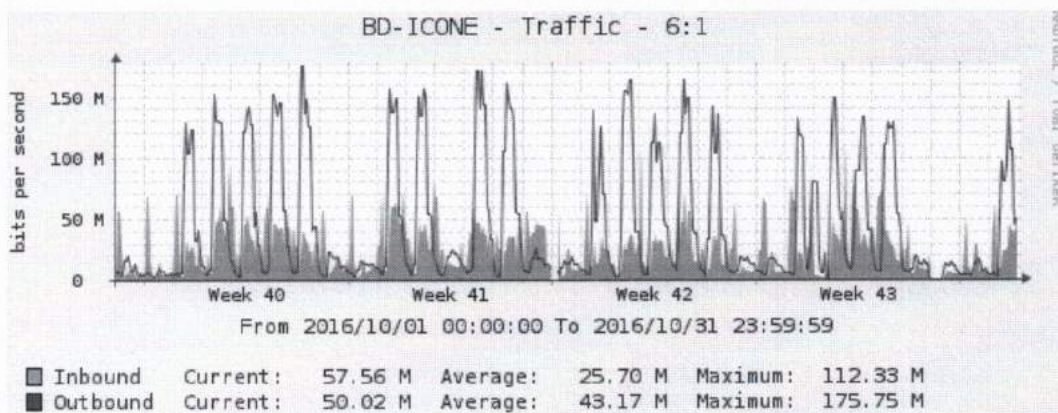 BD-ICONE - Traffic - 6:1
bits per second
150 M
100 M
50 M
0
Week 40 Week 41 Week 42 Week 43
From 2016/10/01 00:00:00 To 2016/10/31 23:59:59
Inbound Current: 57.56 M Average: 25.70 M Maximum: 112.33 M
Outbound Current: 50.02 M Average: 43.17 M Maximum: 175.75 M